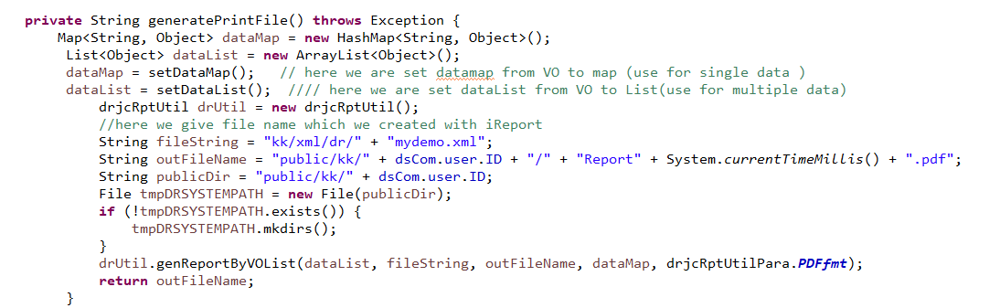 private String generatePrintFile() throws Exception {
Map<String, Object> dataMap = new HashMap<String, Object>();
List<Object> dataList = new ArrayList<Object>();
dataMap = setDataMap();   // here we are set datamap from VO to map (use for single data )
dataList = setDataList();  //// here we are set dataList from VO to List(use for multiple data)
drjcRptUtil drUtil = new drjcRptUtil();
//here we give file name which we created with iReport
String fileString = "kk/xml/dr/" + "mydemo.xml";
String outFileName = "public/kk/" + dsCom.user.ID + "/" + "Report" + System.currentTimeMillis() + ".pdf";
String publicDir = "public/kk/" + dsCom.user.ID;
File tmpDRSYSTEMPATH = new File(publicDir);
if (!tmpDRSYSTEMPATH.exists()) {
tmpDRSYSTEMPATH.mkdirs();
}
drUtil.genReportByVOList(dataList, fileString, outFileName, dataMap, drjcRptUtilPara.PDFfmt);
return outFileName;
}